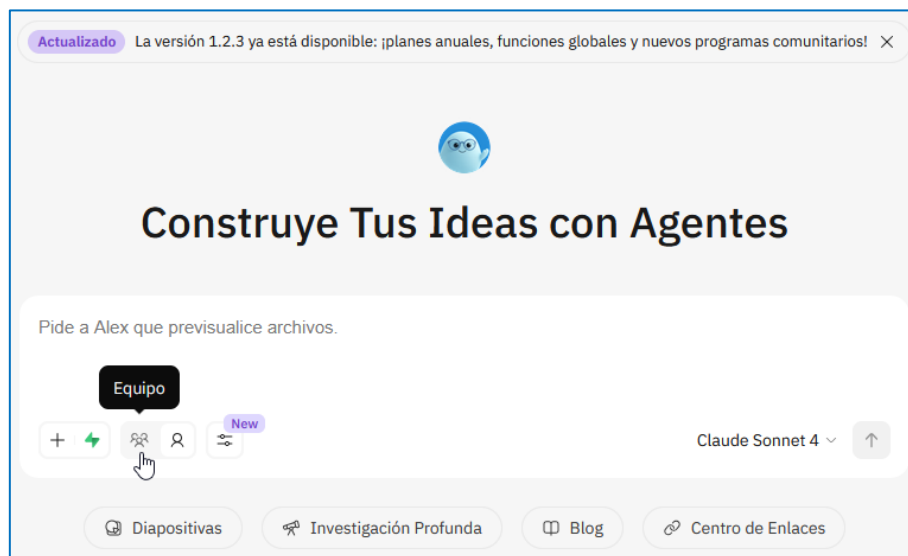 Actualizado La versión 1.2.3 ya está disponible: ¡planes anuales, funciones globales y nuevos programas comunitarios!
Construye Tus Ideas con Agentes
Pide a Alex que previsualice archivos.
Equipo
New
Claude Sonnet 4
Diapositivas Investigación Profunda Blog Centro de Enlaces